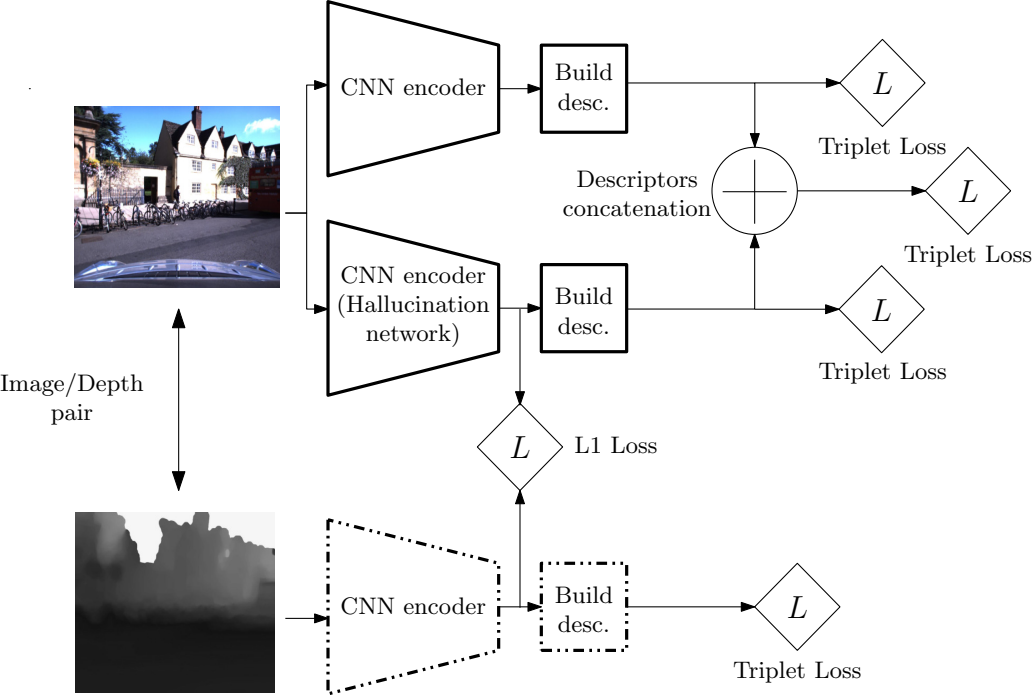 CNN encoder
Build
desc.
L
Triplet Loss
Descriptors
concatenation
L
Triplet Loss
CNN encoder
(Hallucination
network)
Build
desc.
L
Triplet Loss
Image/Depth
pair
L
L1 Loss
CNN encoder
Build
desc.
L
Triplet Loss